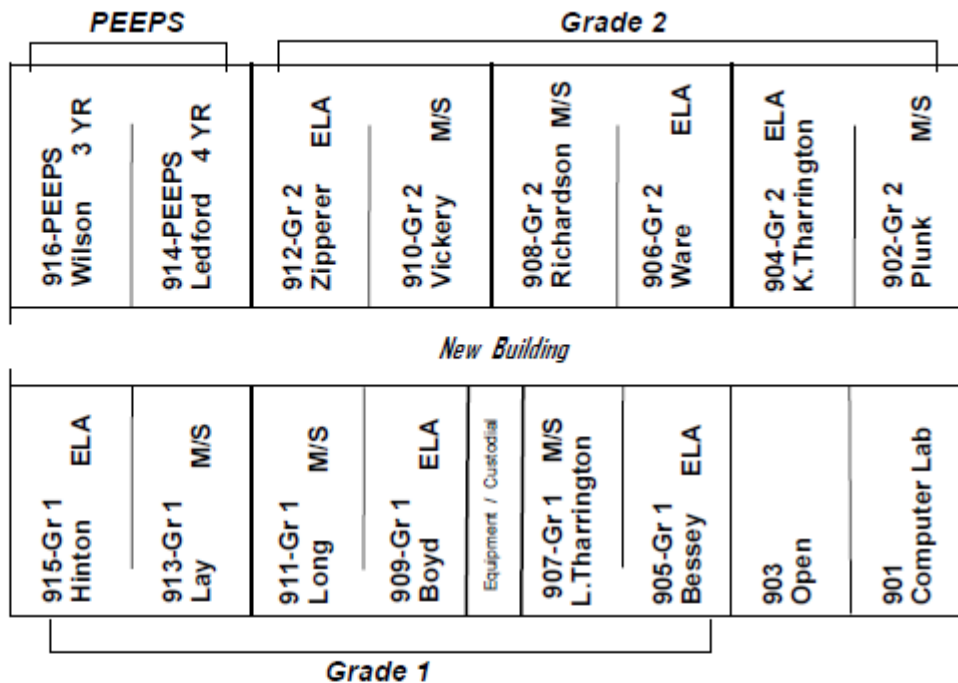 PEEPS
Grade 2
916-PEEPS
Wilson 3 YR
914-PEEPS
Ledford 4 YR
912-Gr 2 ELA
Zipperer
910-Gr 2 M/S
Vickery
908-Gr 2
Richardson M/S
906-Gr 2 ELA
Ware
904-Gr 2 ELA
K.Tharrington
902-Gr 2 M/S
Plunk
New Building
915-Gr 1 ELA
Hinton
913-Gr 1 M/S
Lay
911-Gr 1 M/S
Long
909-Gr 1 ELA
Boyd
Equipment / Custodial
907-Gr 1 M/S
L.Tharrington
905-Gr 1
Bessey ELA
903
Open
901
Computer Lab
Grade 1